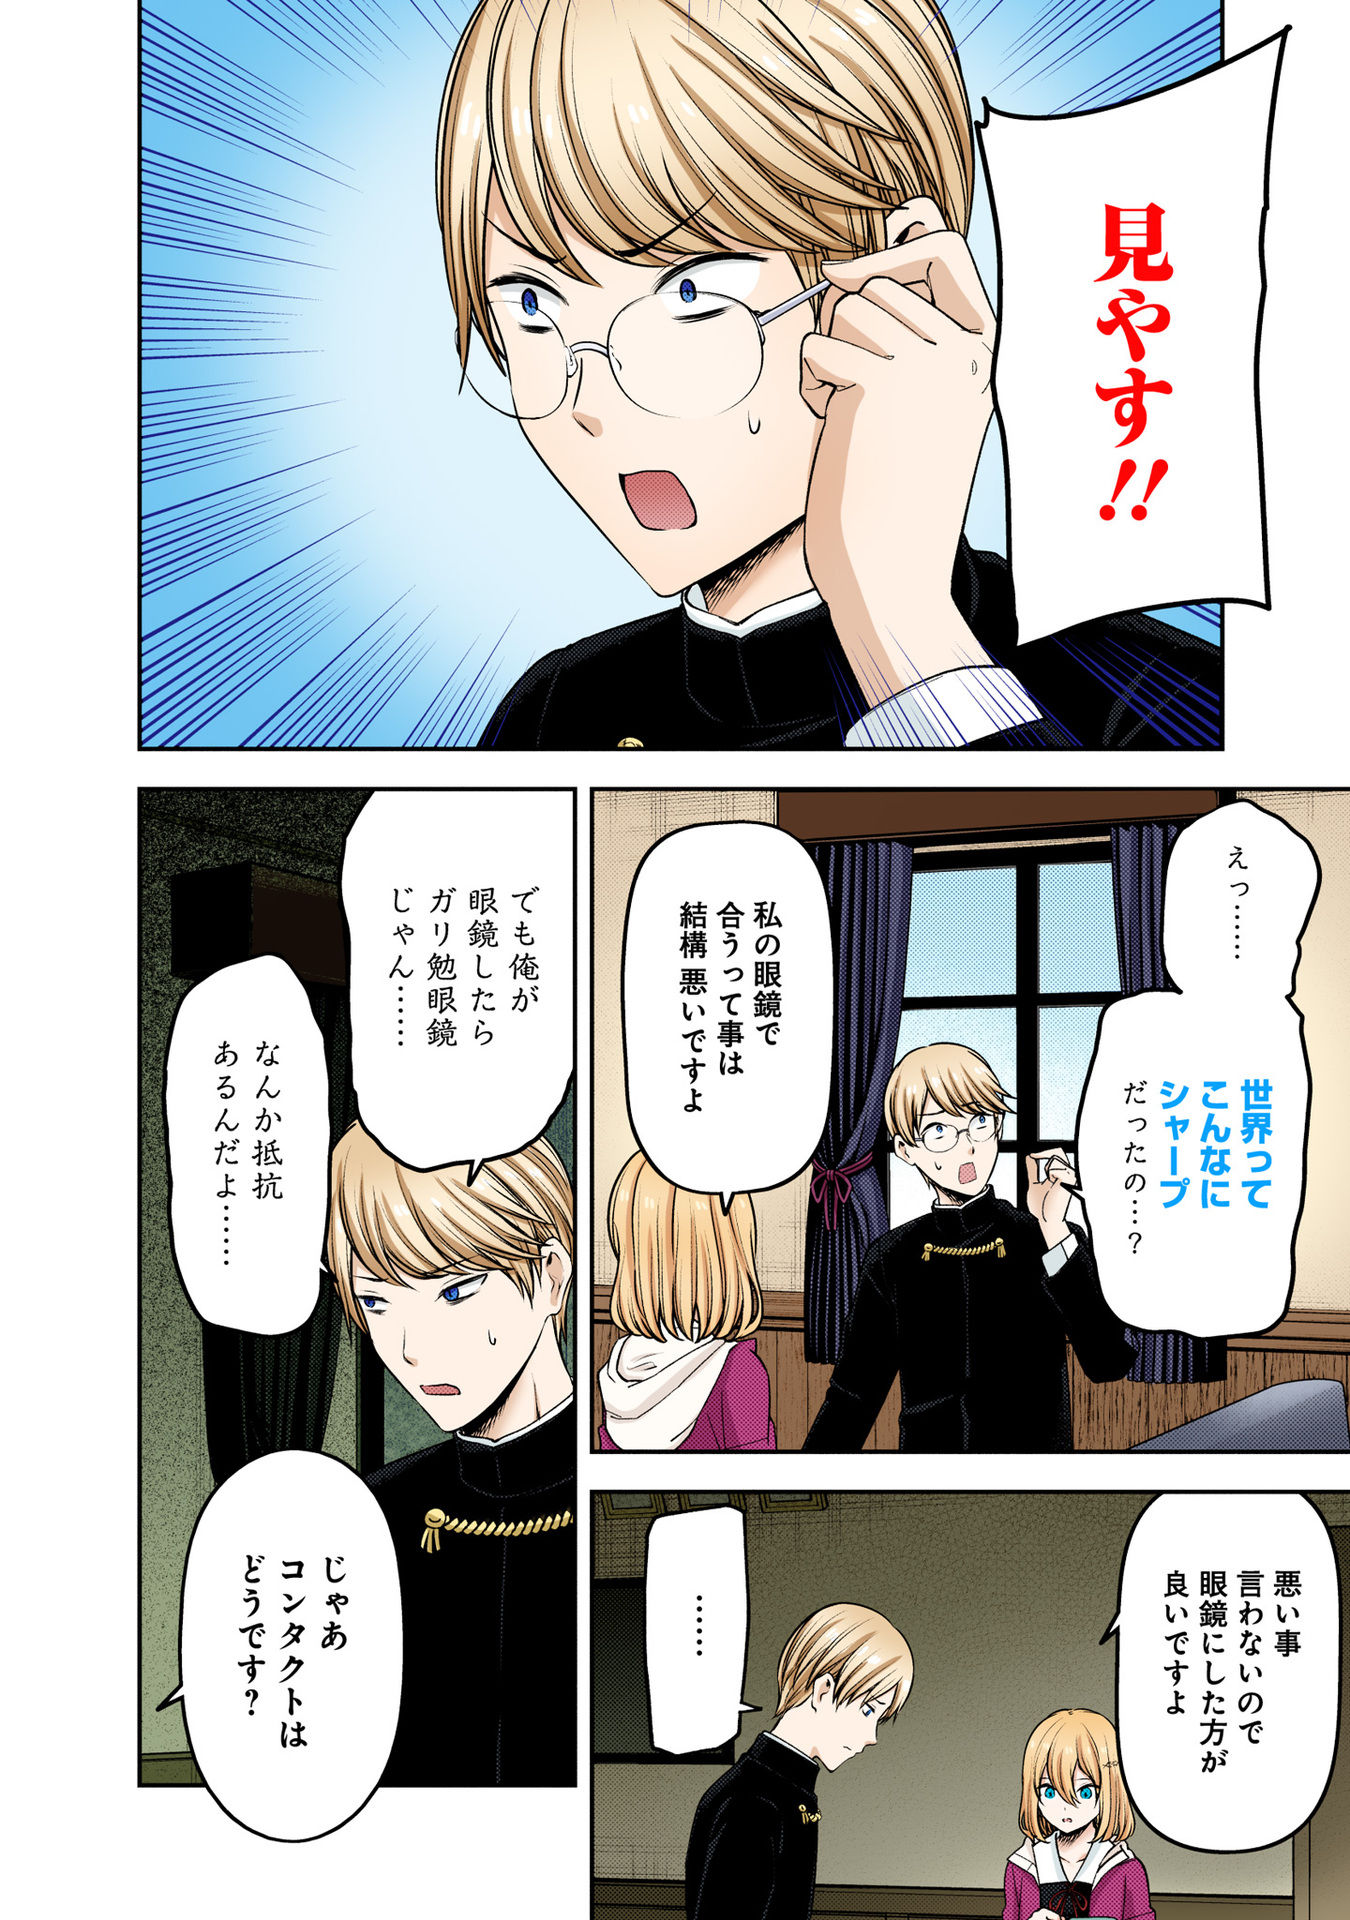 見やす!!
えっ……
世界って
こんなに
シャープ
だったの…?
私の眼鏡で
合うって事は
結構 悪いですよ
悪い事
言わないので
眼鏡にした方が
良いですよ
……
でも俺が
眼鏡したら
ガリ勉眼鏡
じゃん……
なんか抵抗
あるんだよ……
じゃあ
コンタクトは
どうです?